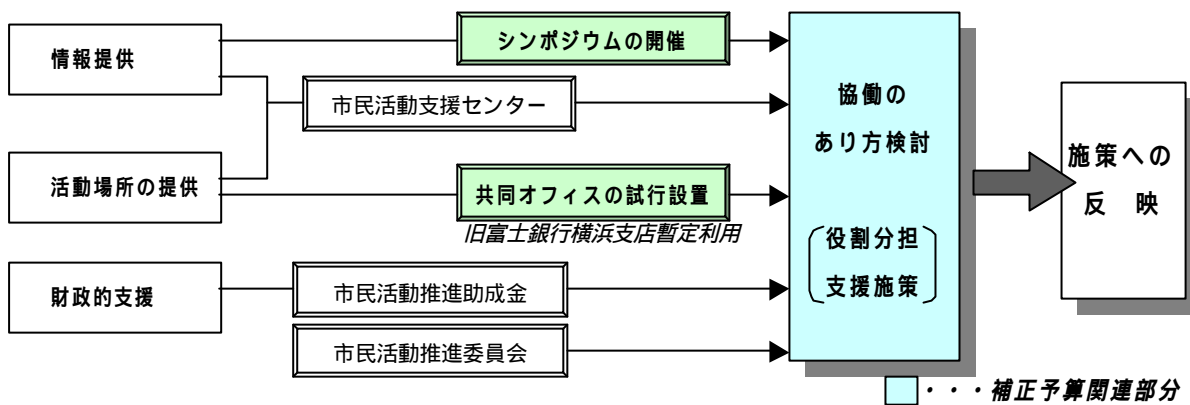 シンポジウムの開催
情報提供
市民活動支援センター
活動場所の提供
共同オフィスの試行設置
旧富士銀行横浜支店暫定利用
財政的支援
市民活動推進助成金
市民活動推進委員会
協働の
あり方検討
役割分担
支援施策
施策への
反 映
・・・補正予算関連部分